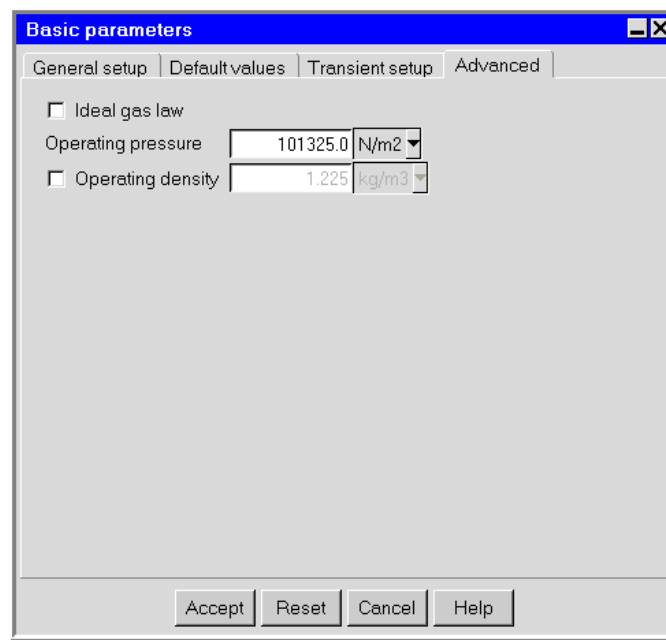 Basic parameters
General setup Default values Transient setup Advanced
Ideal gas law
Operating pressure 101325.0 N/m2
Operating density 1.225 kg/m3
Accept Reset Cancel Help